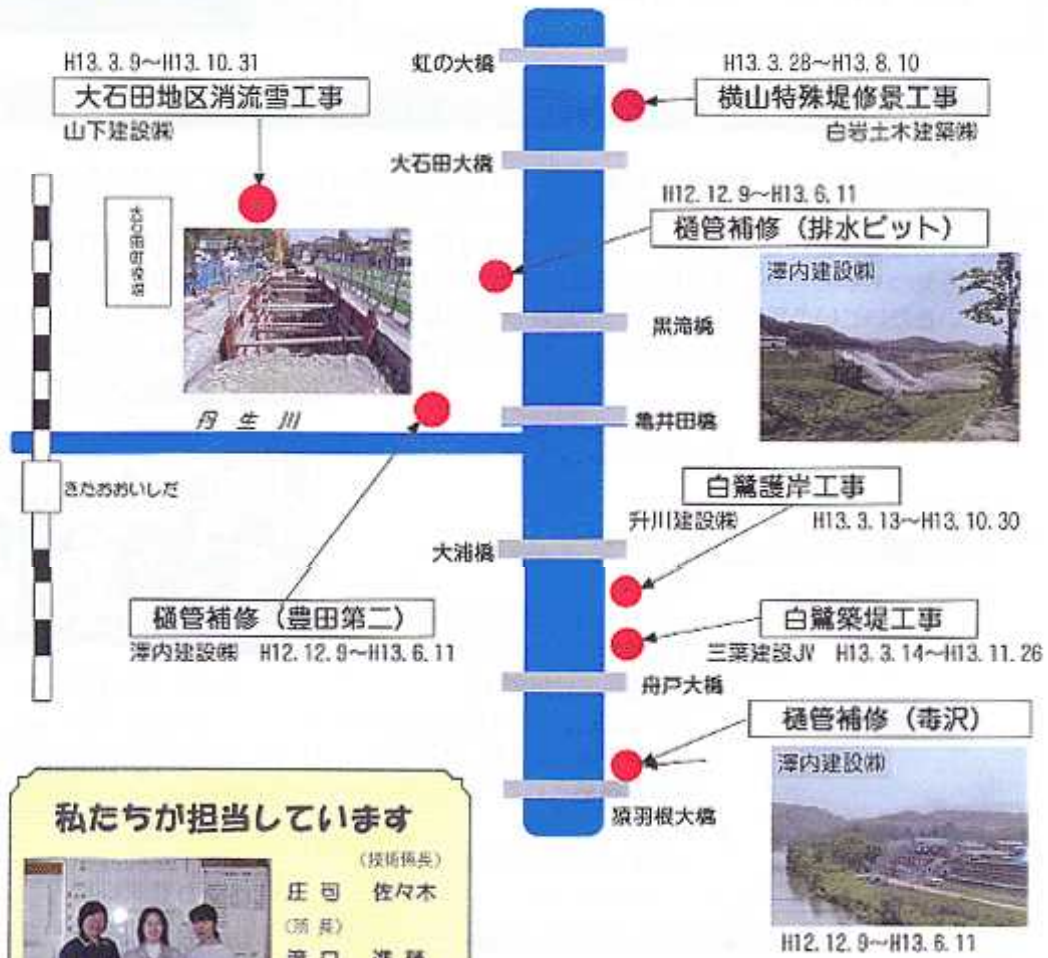 H13.3.9～H13.10.31
大石田地区消流雪工事
山下建設㈱
虹の大橋
H13.3.28～H13.8.10
横山特殊堤修景工事
白岩土木建築㈱
大石田大橋
大石田町役場
H12.12.9～H13.6.11
樋管補修（排水ピット）
澤内建設㈱
黒滝橋
丹生川
亀井田橋
きたおおいしだ
白鷺護岸工事
升川建設㈱ H13.3.13～H13.10.30
大浦橋
樋管補修（豊田第二）
澤内建設㈱ H12.12.9～H13.6.11
白鷺築堤工事
三葉建設JV H13.3.14～H13.11.26
舟戸大橋
樋管補修（毒沢）
澤内建設㈱
猿羽根大橋
H12.12.9～H13.6.11
私たちが担当しています
（技術係長）
庄司 佐々木
（所長）